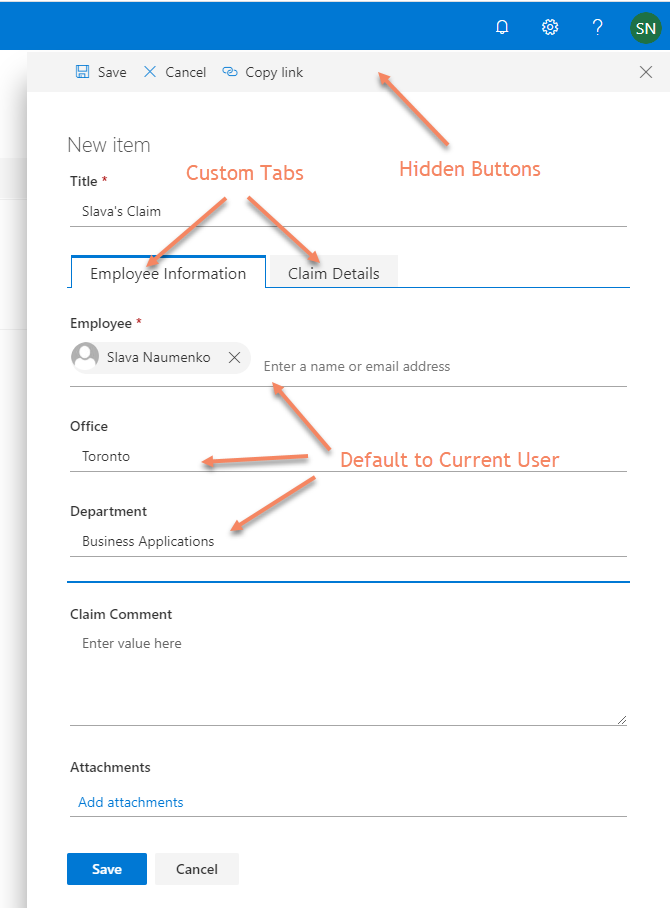 SN
Save Cancel Copy link
New item
Custom Tabs
Hidden Buttons
Title *
Slava's Claim
Employee Information Claim Details
Employee *
Slava Naumenko Enter a name or email address
Office
Toronto
Default to Current User
Department
Business Applications
Claim Comment
Enter value here
Attachments
Add attachments
Save Cancel